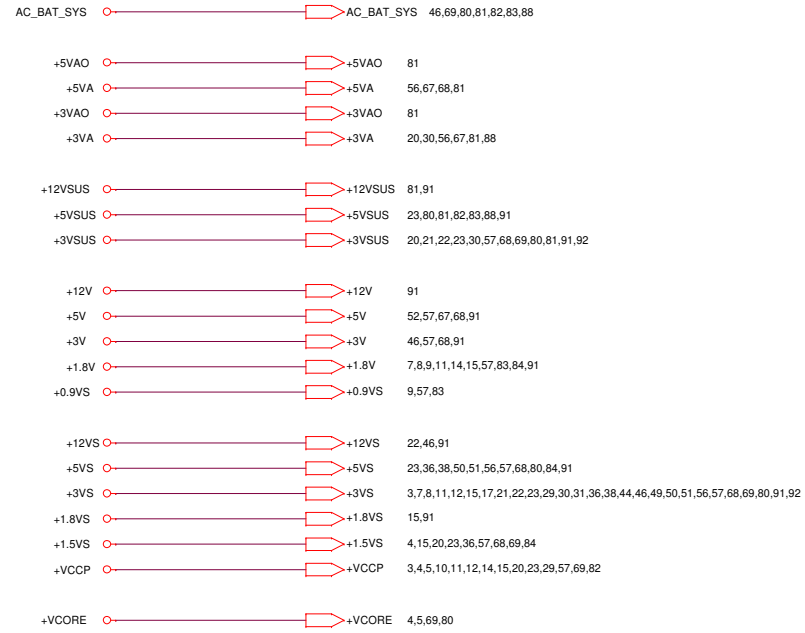 AC_BAT_SYS AC_BAT_SYS 46,69,80,81,82,83,88
+5VAO +5VAO 81
+5VA +5VA 56,67,68,81
+3VAO +3VAO 81
+3VA +3VA 20,30,56,67,81,88
+12VSUS +12VSUS 81,91
+5VSUS +5VSUS 23,80,81,82,83,88,91
+3VSUS +3VSUS 20,21,22,23,30,57,68,69,80,81,91,92
+12V +12V 91
+5V +5V 52,57,67,68,91
+3V +3V 46,57,68,91
+1.8V +1.8V 7,8,9,11,14,15,57,83,84,91
+0.9VS +0.9VS 9,57,83
+12VS +12VS 22,46,91
+5VS +5VS 23,36,38,50,51,56,57,68,80,84,91
+3VS +3VS 3,7,8,11,12,15,17,21,22,23,29,30,31,36,38,44,46,49,50,51,56,57,68,69,80,91,92
+1.8VS +1.8VS 15,91
+1.5VS +1.5VS 4,15,20,23,36,57,68,69,84
+VCCP +VCCP 3,4,5,10,11,12,14,15,20,23,29,57,69,82
+VCORE +VCORE 4,5,69,80